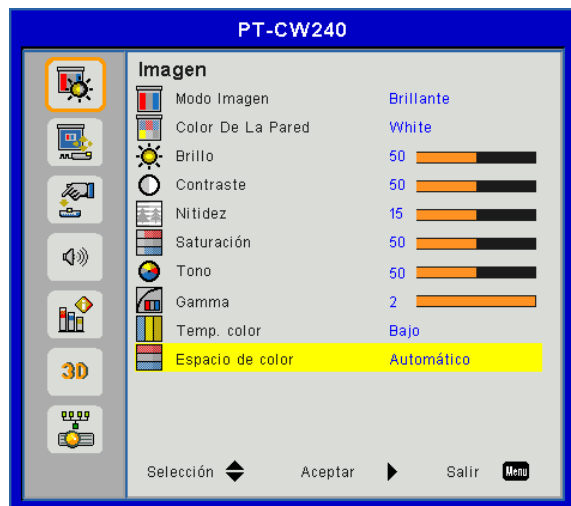 PT-CW240
Imagen
Modo Imagen Brillante
Color De La Pared White
Brillo 50
Contraste 50
Nitidez 15
Saturación 50
Tono 50
Gamma 2
Temp. color Bajo
Espacio de color Automático
3D
Selección Aceptar Salir Menu